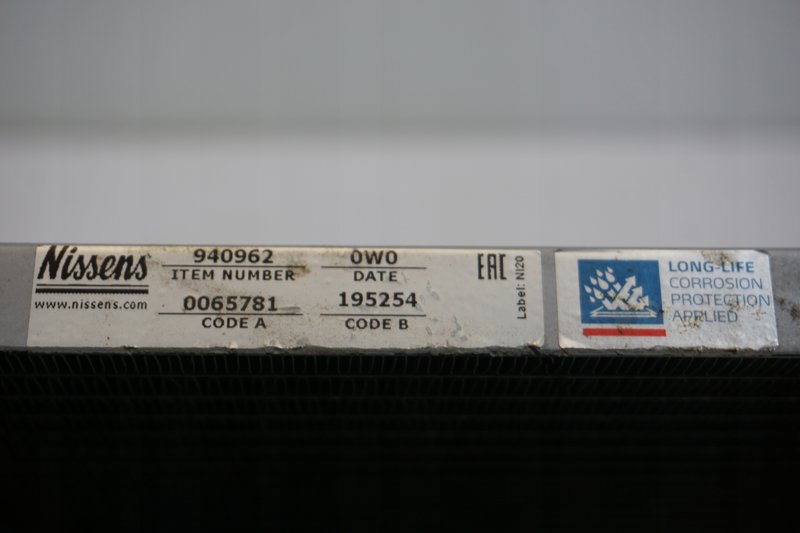 Nissens
www.nissens.com
940962
ITEM NUMBER
0065781
CODE A
0W0
DATE
195254
CODE B
EAC
Label: NI20
LONG-LIFE
CORROSION
PROTECTION
APPLIED